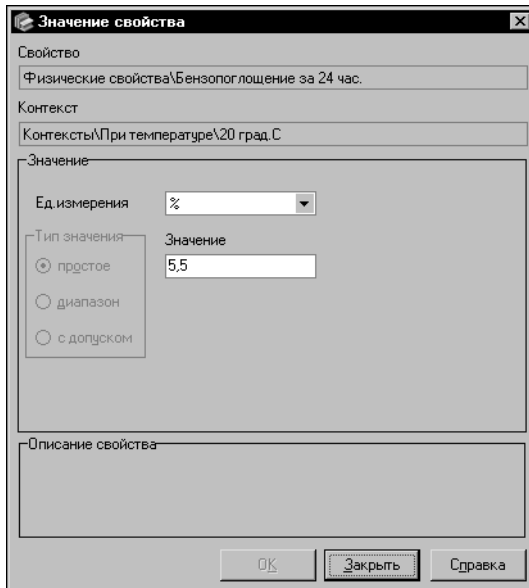 Значение свойства
Свойство
Физические свойства\Бензопоглощение за 24 час.
Контекст
Контексты\При температуре\20 град.С
Значение
Ед.измерения
%
Тип значения
Значение
простое
5,5
диапазон
с допуском
Описание свойства
OK
Закрыть
Справка